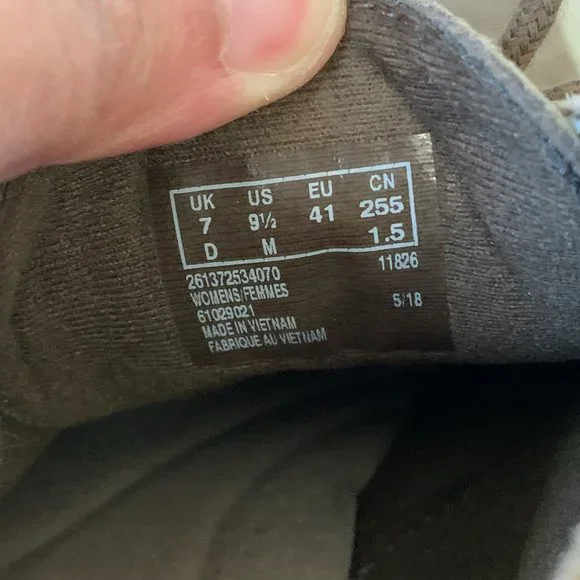 UK US EU CN
7 9½ 41 255
D M 1.5
261372534070 11826
WOMENS/FEMMES 5/18
61029021
MADE IN VIETNAM
FABRIQUE AU VIETNAM